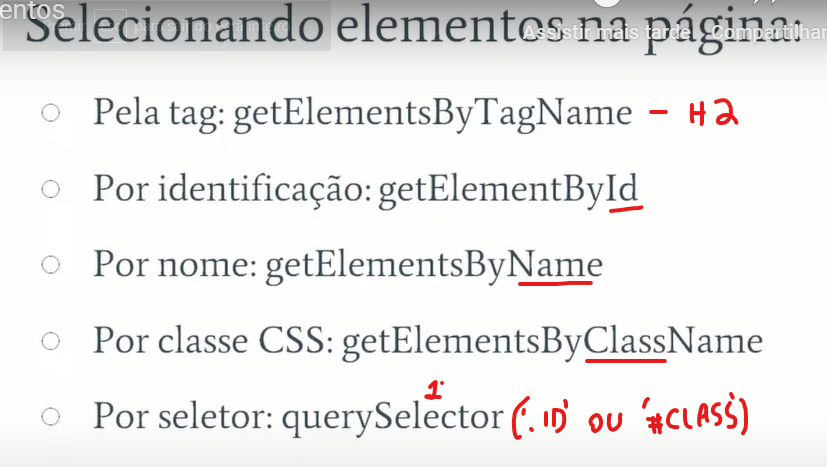 entos
Selecionando elementos na página:
Assistir mais tarde Compartilhar
Pela tag: getElementsByTagName - H2
Por identificação: getElementById
Por nome: getElementsByName
Por classe CSS: getElementsByClassName
1.
Por seletor: querySelector ('.ID' OU '#CLASS')